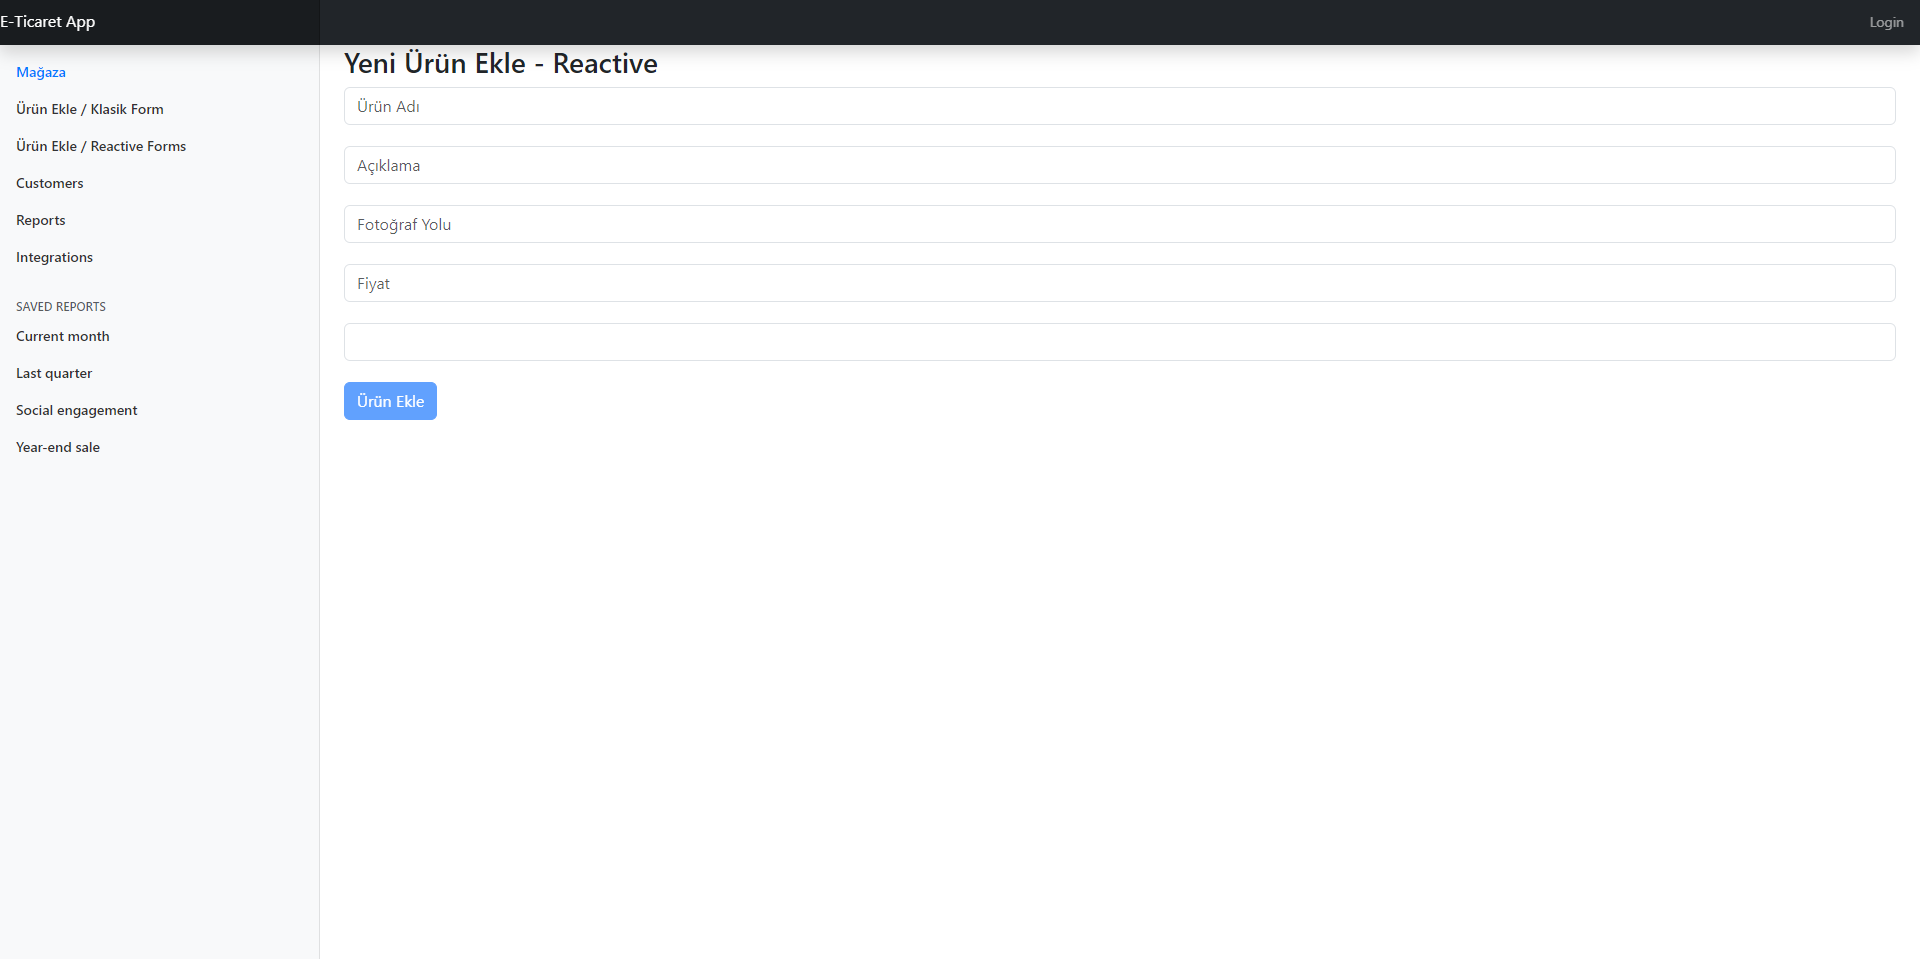 E-Ticaret App
Login
Mağaza
Ürün Ekle / Klasik Form
Ürün Ekle / Reactive Forms
Customers
Reports
Integrations
SAVED REPORTS
Current month
Last quarter
Social engagement
Year-end sale
Yeni Ürün Ekle - Reactive
Ürün Adı
Açıklama
Fotoğraf Yolu
Fiyat
Ürün Ekle